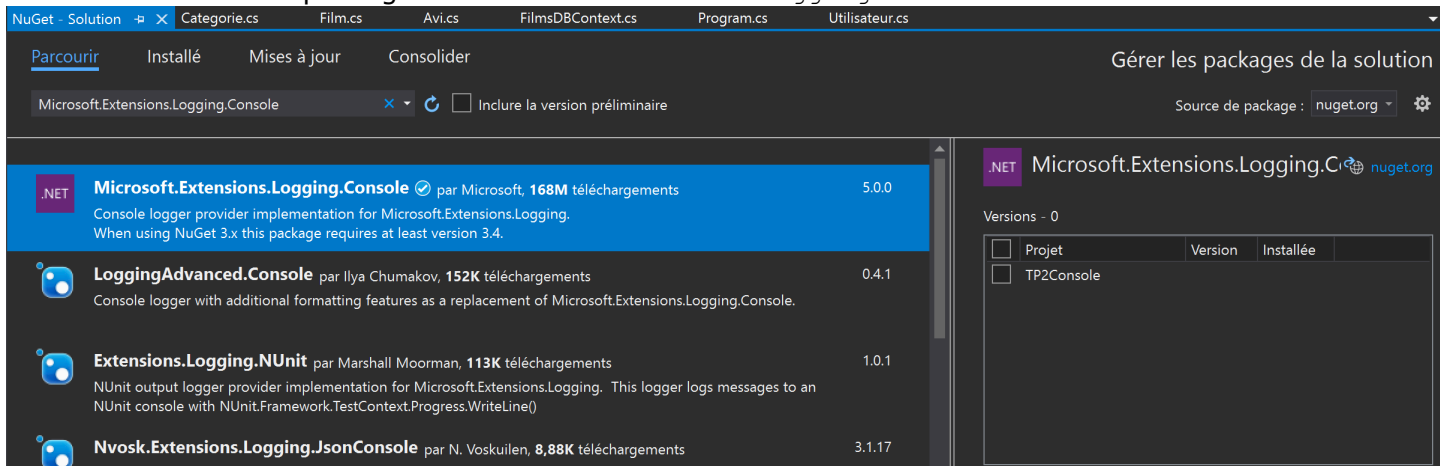 NuGet - Solution Categorie.cs Film.cs Avi.cs FilmsDBContext.cs Program.cs Utilisateur.cs
Parcourir Installé Mises à jour Consolider
Gérer les packages de la solution
Microsoft.Extensions.Logging.Console
Inclure la version préliminaire
Source de package : nuget.org
.NET
Microsoft.Extensions.Logging.Console par Microsoft, 168M téléchargements 5.0.0
Console logger provider implementation for Microsoft.Extensions.Logging.
When using NuGet 3.x this package requires at least version 3.4.
LoggingAdvanced.Console par Ilya Chumakov, 152K téléchargements 0.4.1
Console logger with additional formatting features as a replacement of Microsoft.Extensions.Logging.Console.
Extensions.Logging.NUnit par Marshall Moorman, 113K téléchargements 1.0.1
NUnit output logger provider implementation for Microsoft.Extensions.Logging. This logger logs messages to an
NUnit console with NUnit.Framework.TestContext.Progress.WriteLine()
Nvosk.Extensions.Logging.JsonConsole par N. Voskuilen, 8,88K téléchargements 3.1.17
.NET Microsoft.Extensions.Logging.C nuget.org
Versions - 0
Projet Version Installée
TP2Console